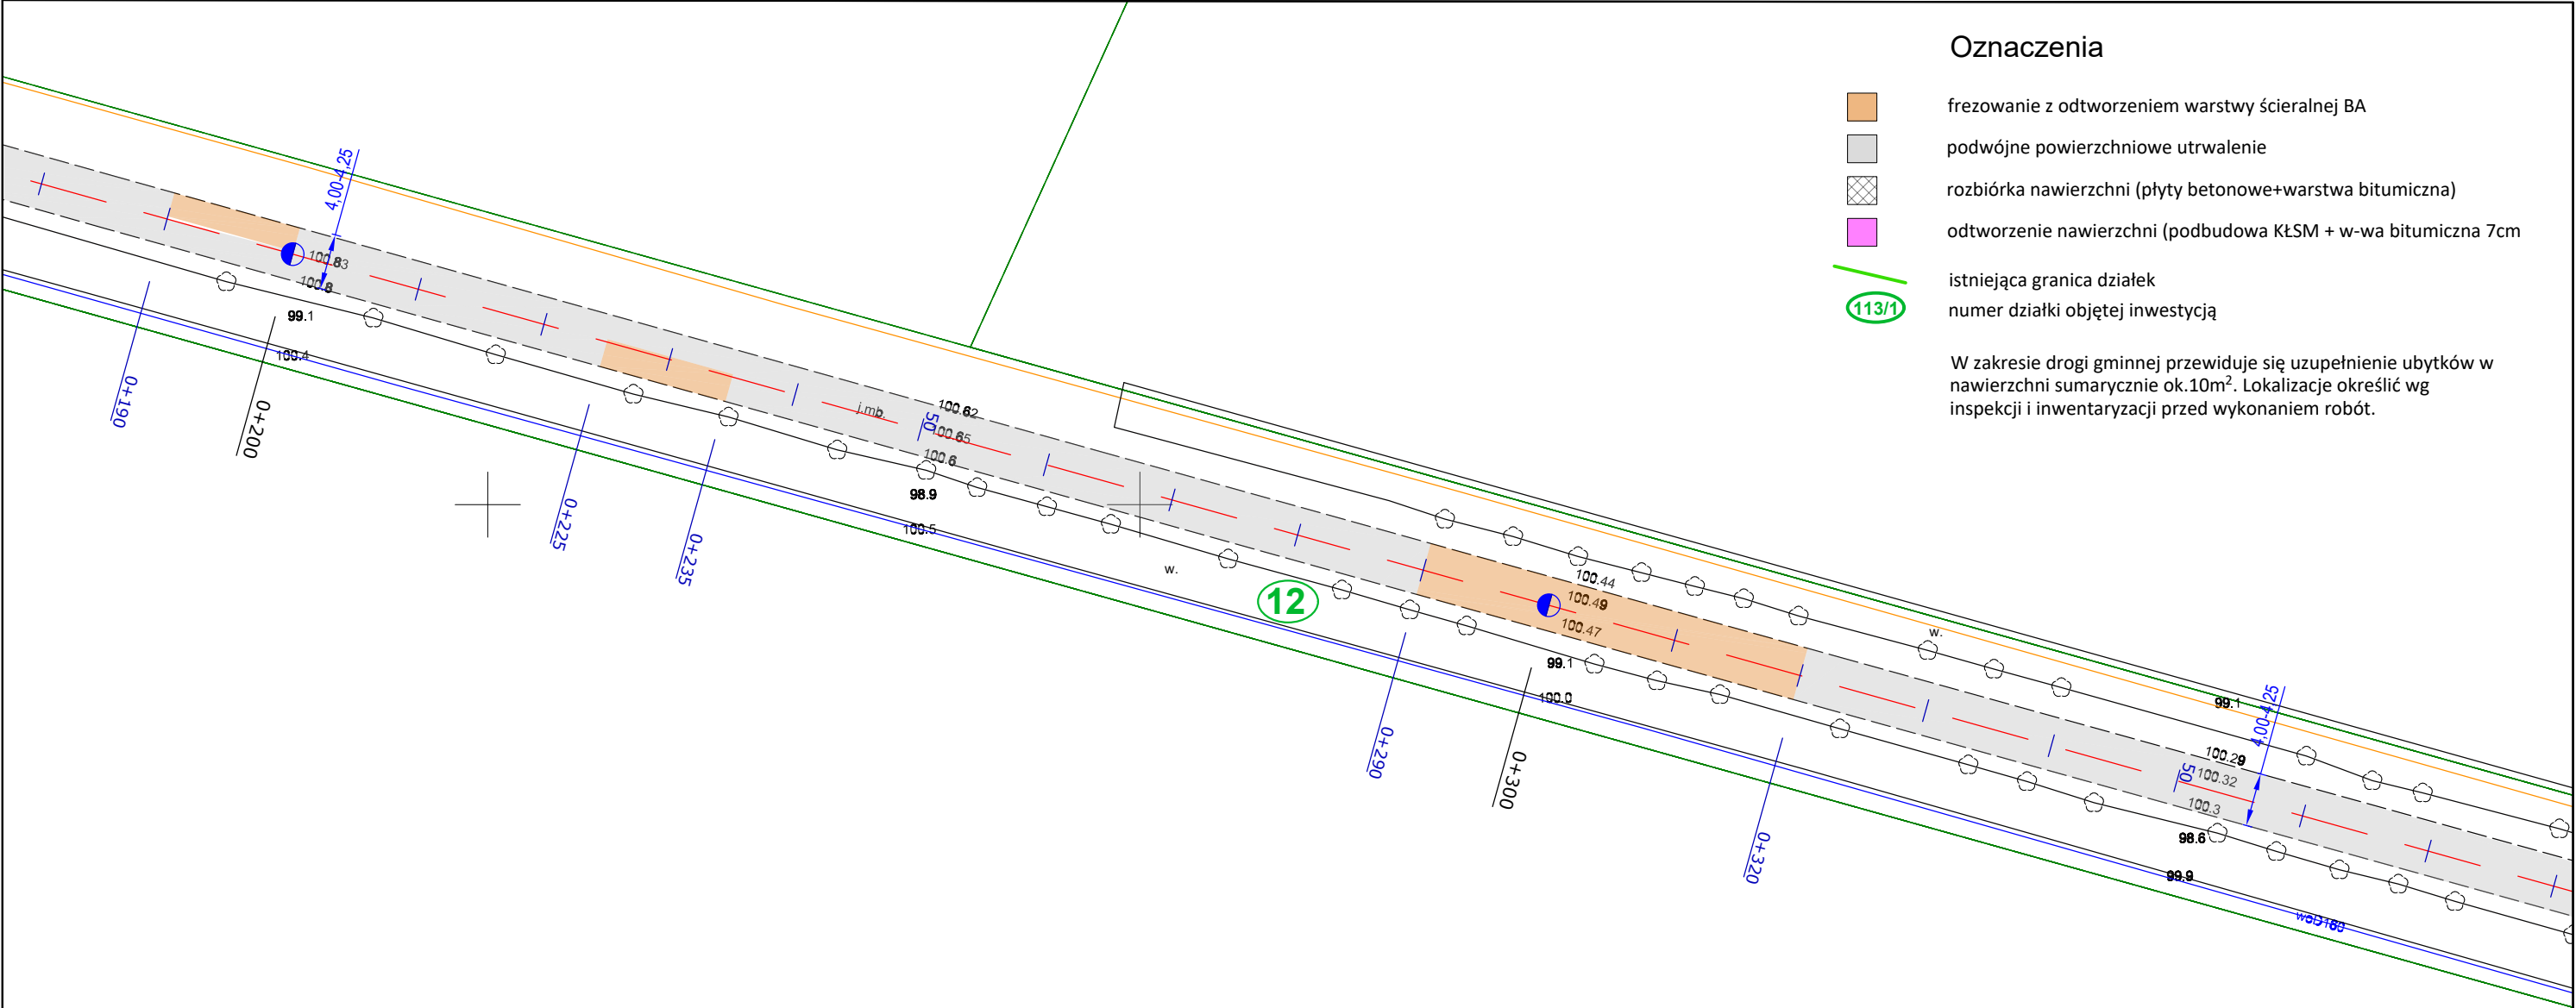 Oznaczenia
frezowanie z odtworzeniem warstwy ścieralnej BA
podwójne powierzchniowe utrwalenie
rozbiórka nawierzchni (płyty betonowe+warstwa bitumiczna)
odtworzenie nawierzchni (podbudowa KŁSM + w-wa bitumiczna 7cm
istniejąca granica działek
113/1
numer działki objętej inwestycją
W zakresie drogi gminnej przewiduje się uzupełnienie ubytków w
nawierzchni sumarycznie ok.10m². Lokalizacje określić wg
inspekcji i inwentaryzacji przed wykonaniem robót.
4,00-4,25
100.83
100.8
99.1
100.4
0+190
0+200
0+225
0+235
j.mb.
50
100.62
100.65
100.6
98.9
100.5
w.
12
100.44
100.49
100.47
99.1
100.0
0+290
0+300
0+320
w.
99.1
4,00-4,25
100.29
50
100.32
100.3
98.6
99.9